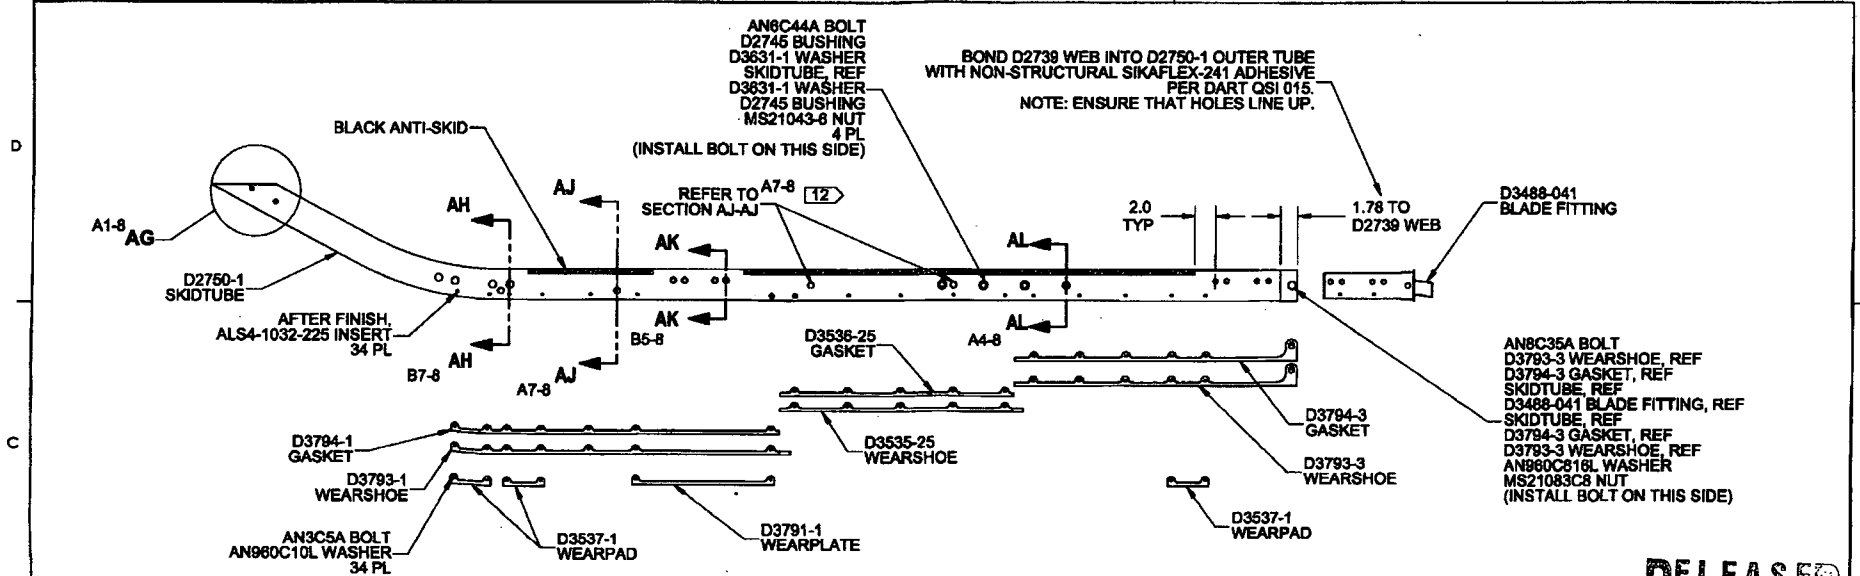 AN6C44A BOLT
D2745 BUSHING
D3631-1 WASHER
SKIDTUBE, REF
D3631-1 WASHER
D2745 BUSHING
MS21043-6 NUT
4 PL
(INSTALL BOLT ON THIS SIDE)
BOND D2739 WEB INTO D2750-1 OUTER TUBE
WITH NON-STRUCTURAL SIKAFLEX-241 ADHESIVE
PER DART QSI 015.
NOTE: ENSURE THAT HOLES LINE UP.
BLACK ANTI-SKID
D
REFER TO
SECTION AJ-AJ
A7-8
12
2.0
TYP
1.78 TO
D2739 WEB
D3488-041
BLADE FITTING
A1-8
AG
AH
AJ
AK
AL
D2750-1
SKIDTUBE
AFTER FINISH,
ALS4-1032-225 INSERT
34 PL
AH
B7-8
AJ
A7-8
AK
B5-8
AL
A4-8
D3536-25
GASKET
D3535-25
WEARSHOE
D3794-3
GASKET
D3793-3
WEARSHOE
AN8C35A BOLT
D3793-3 WEARSHOE, REF
D3794-3 GASKET, REF
SKIDTUBE, REF
D3488-041 BLADE FITTING, REF
SKIDTUBE, REF
D3794-3 GASKET, REF
D3793-3 WEARSHOE, REF
AN960C816L WASHER
MS21083C8 NUT
(INSTALL BOLT ON THIS SIDE)
C
D3794-1
GASKET
D3793-1
WEARSHOE
AN3C5A BOLT
AN960C10L WASHER
34 PL
D3537-1
WEARPAD
D3791-1
WEARPLATE
D3537-1
WEARPAD
RELEASED